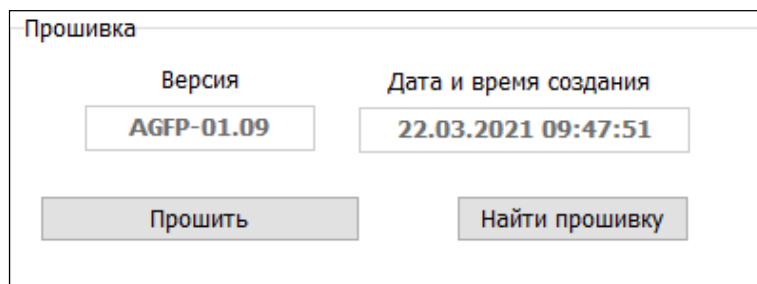 Прошивка
Версия Дата и время создания
AGFP-01.09 22.03.2021 09:47:51
Прошить Найти прошивку